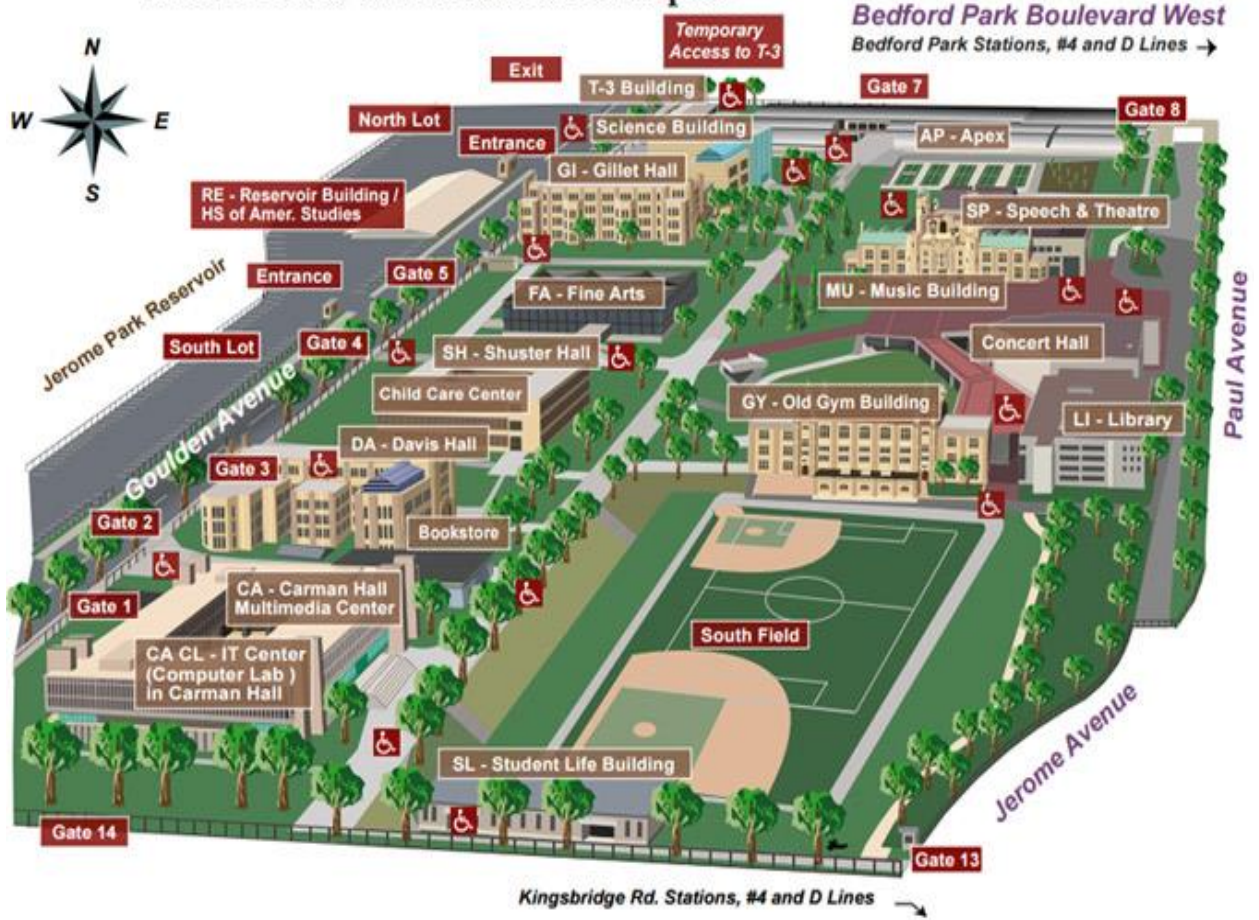 Bedford Park Boulevard West
Bedford Park Stations, #4 and D Lines
N
W
E
S
Temporary
Access to T-3
Exit
T-3 Building
Gate 7
Gate 8
North Lot
Science Building
AP - Apex
Entrance
GI - Gillet Hall
RE - Reservoir Building /
HS of Amer. Studies
SP - Speech & Theatre
Entrance
Gate 5
FA - Fine Arts
MU - Music Building
Jerome Park Reservoir
South Lot
Gate 4
SH - Shuster Hall
Concert Hall
Child Care Center
GY - Old Gym Building
LI - Library
Paul Avenue
Goulden Avenue
DA - Davis Hall
Gate 3
Gate 2
Bookstore
CA - Carman Hall
Multimedia Center
Gate 1
South Field
CA CL - IT Center
(Computer Lab )
in Carman Hall
Jerome Avenue
SL - Student Life Building
Gate 14
Gate 13
Kingsbridge Rd. Stations, #4 and D Lines